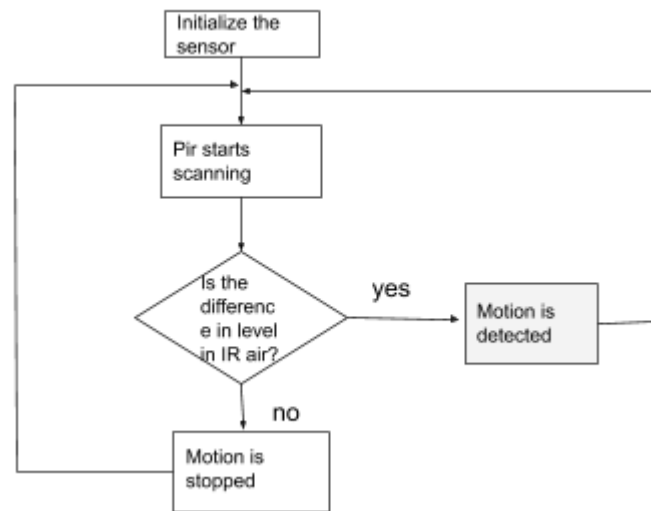 Initialize the
sensor
Pir starts
scanning
Is the
differenc
e in level
in IR air?
yes
Motion is
detected
no
Motion is
stopped